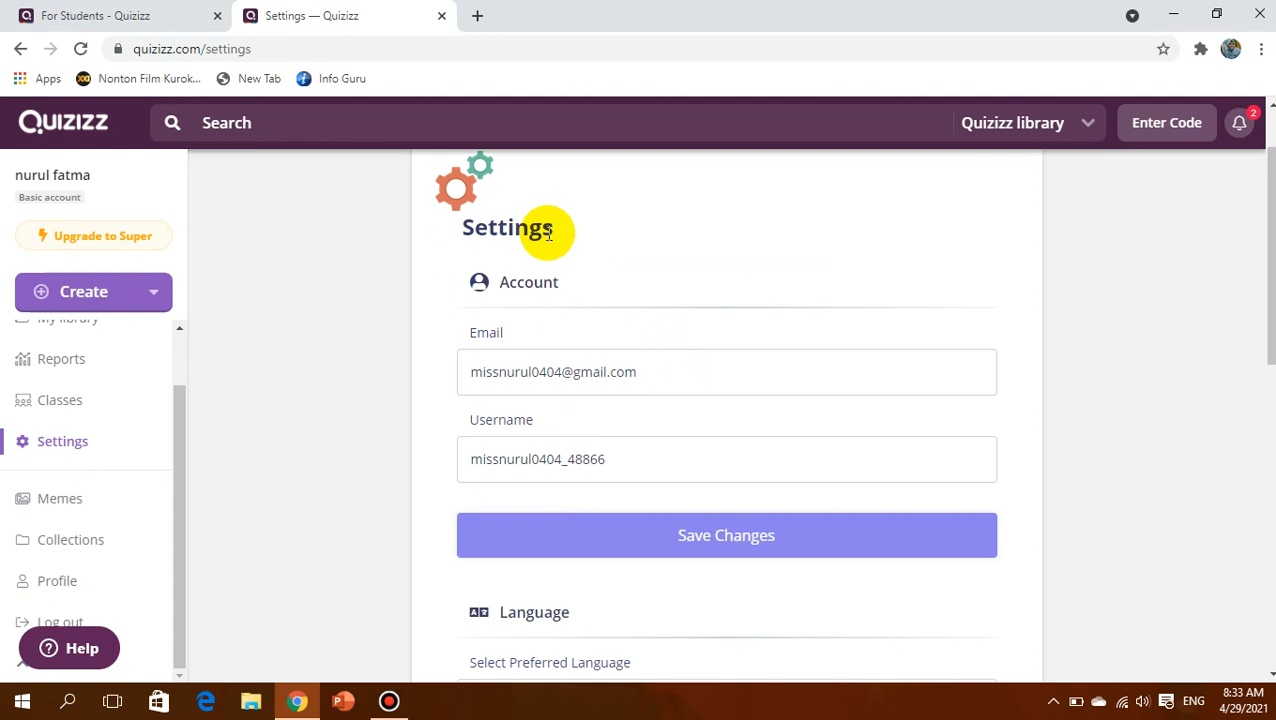 For Students - Quizizz
Settings — Quizizz
quizizz.com/settings
Apps
Nonton Film Kurok...
New Tab
Info Guru
QUIZIZZ
Search
Quizizz library
Enter Code
2
nurul fatma
Basic account
Upgrade to Super
Create
My library
Reports
Classes
Settings
Memes
Collections
Profile
Log out
Help
Settings
Account
Email
missnurul0404@gmail.com
Username
missnurul0404_48866
Save Changes
Language
Select Preferred Language
ENG
8:33 AM
4/29/2021